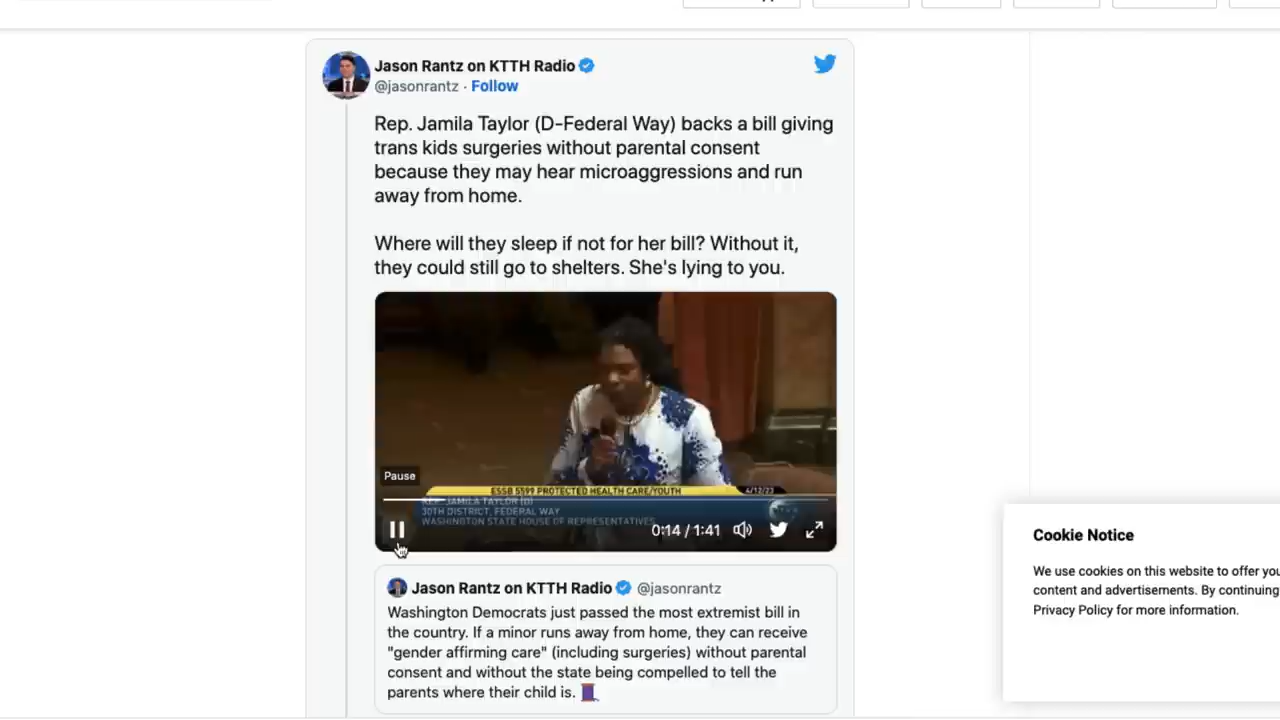 Jason Rantz on KTTH Radio
@jasonrantz · Follow
Rep. Jamila Taylor (D-Federal Way) backs a bill giving
trans kids surgeries without parental consent
because they may hear microaggressions and run
away from home.
Where will they sleep if not for her bill? Without it,
they could still go to shelters. She's lying to you.
Pause
ESSB 5599 PROTECTED HEALTH CARE/YOUTH
4/12/23
REP. JAMILA TAYLOR (D)
30TH DISTRICT, FEDERAL WAY
WASHINGTON STATE HOUSE OF REPRESENTATIVES
0:14 / 1:41
Jason Rantz on KTTH Radio @jasonrantz
Washington Democrats just passed the most extremist bill in
the country. If a minor runs away from home, they can receive
"gender affirming care" (including surgeries) without parental
consent and without the state being compelled to tell the
parents where their child is.
Cookie Notice
We use cookies on this website to offer you
content and advertisements. By continuing
Privacy Policy for more information.